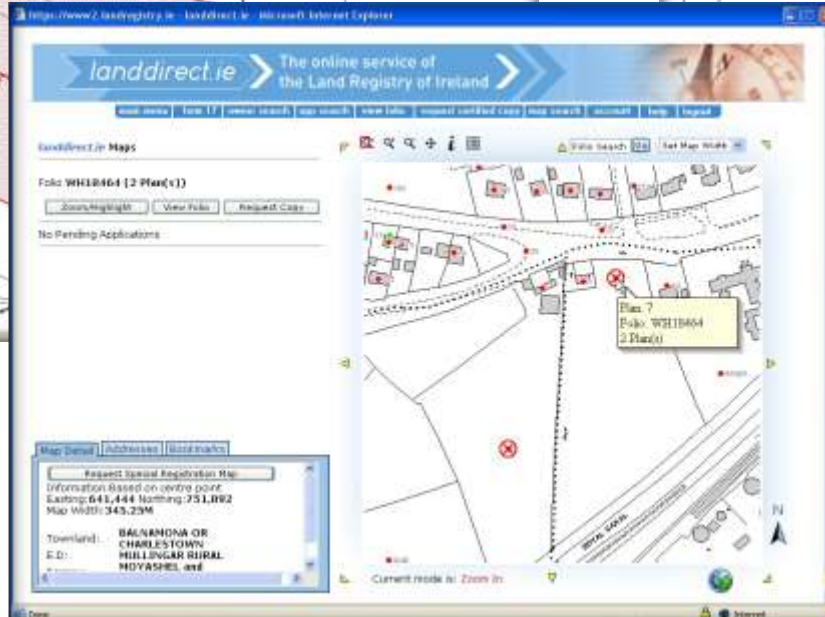 https://www2.landregistry.ie - landdirect.ie - Microsoft Internet Explorer
landdirect.ie
The online service of
the Land Registry of Ireland
main menu | form 17 | owner search | app search | view folio | request certified copy | map search | account | help | logout
landdirect.ie Maps
Folio Search
Set Map Width
Folio WH18464 [2 Plan(s)]
Zoom/Highlight View Folio Request Copy
No Pending Applications
Plan: 7
Folio: WH18464
2 Plan(s)
Map Detail Addresses Bookmarks
Request Special Registration Map
Information Based on centre point
Easting: 641,444 Northing: 751,892
Map Width: 345.25M
Townland: BALNAMONA OR
CHARLESTOWN
E.D: MULLINGAR RURAL
MOYASHEL and
ROYAL CANAL
N
Current mode is: Zoom In
Done
Internet